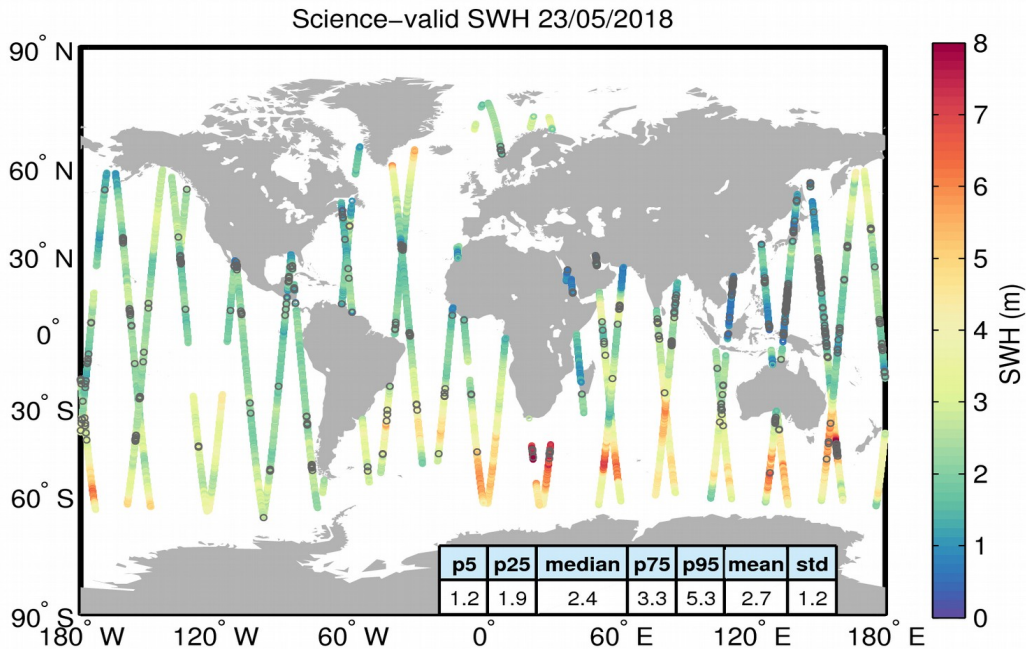 Science−valid SWH 23/05/2018
90° N
60° N
30° N
0°
30° S
60° S
90° S
180° W 120° W 60° W 0° 60° E 120° E 180° E
p5 p25 median p75 p95 mean std
1.2 1.9 2.4 3.3 5.3 2.7 1.2
8
7
6
5
4
3
2
1
0
SWH (m)